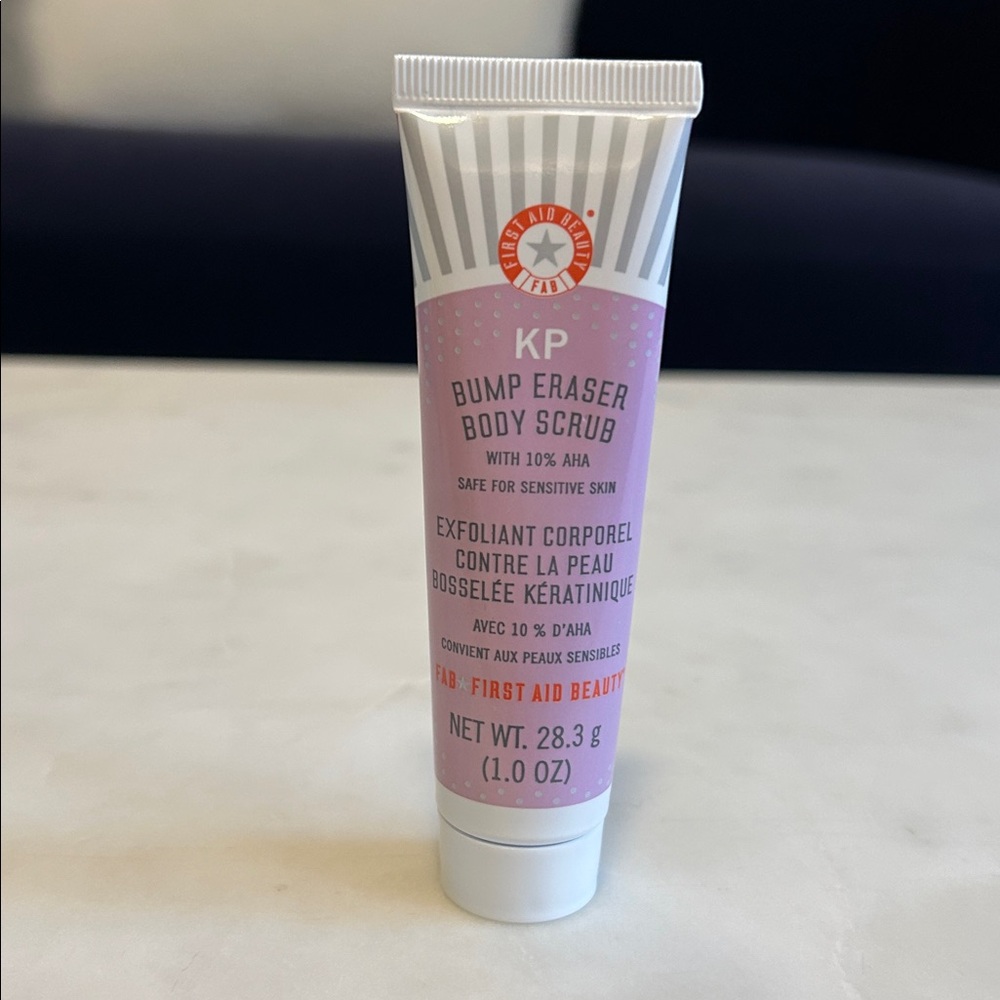 FIRST AID BEAUTY
FAB
KP
BUMP ERASER
BODY SCRUB
WITH 10% AHA
SAFE FOR SENSITIVE SKIN
EXFOLIANT CORPOREL
CONTRE LA PEAU
BOSSELÉE KÉRATINIQUE
AVEC 10 % D'AHA
CONVIENT AUX PEAUX SENSIBLES
FAB★FIRST AID BEAUTY
NET WT. 28.3 g
(1.0 OZ)